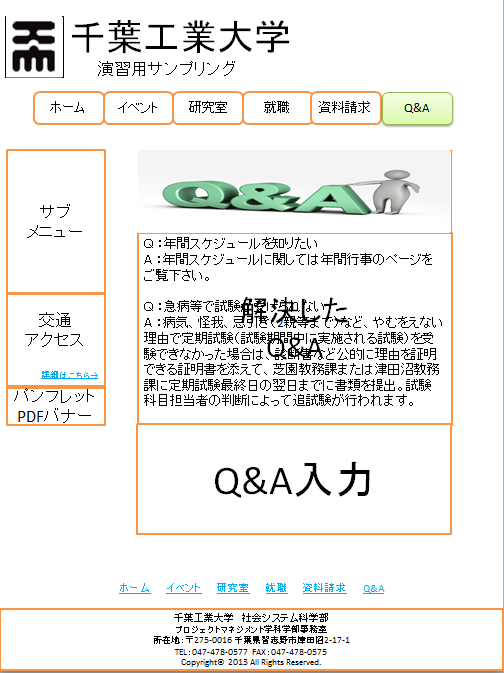 千葉工業大学
演習用サンプリング
ホーム
イベント
研究室
就職
資料請求
Q&A
サブ
メニュー
交通
アクセス
詳細はこちら→
パンフレット
PDFバナー
Q&A
Q:年間スケジュールを知りたい
A:年間スケジュールに関しては年間行事のページを
ご覧下さい。
Q:急病等で試験が受けられない
A:病気、怪我、忌引き(2親等まで)など、やむをえない
理由で定期試験(試験期間中に実施される試験)を受
験できなかった場合は、診断書など公的に理由を証明
できる証明書を添えて、芝園教務課または津田沼教務
課に定期試験最終日の翌日までに書類を提出。試験
科目担当者の判断によって追試験が行われます。
解決した
Q&A
Q&A入力
ホーム イベント 研究室 就職 資料請求 Q&A
千葉工業大学 社会システム科学部
プロジェクトマネジメント学科学部事務室
所在地:〒275-0016 千葉県習志野市津田沼2-17-1
TEL:047-478-0577 FAX:047-478-0575
Copyright© 2013 All Rights Reserved.